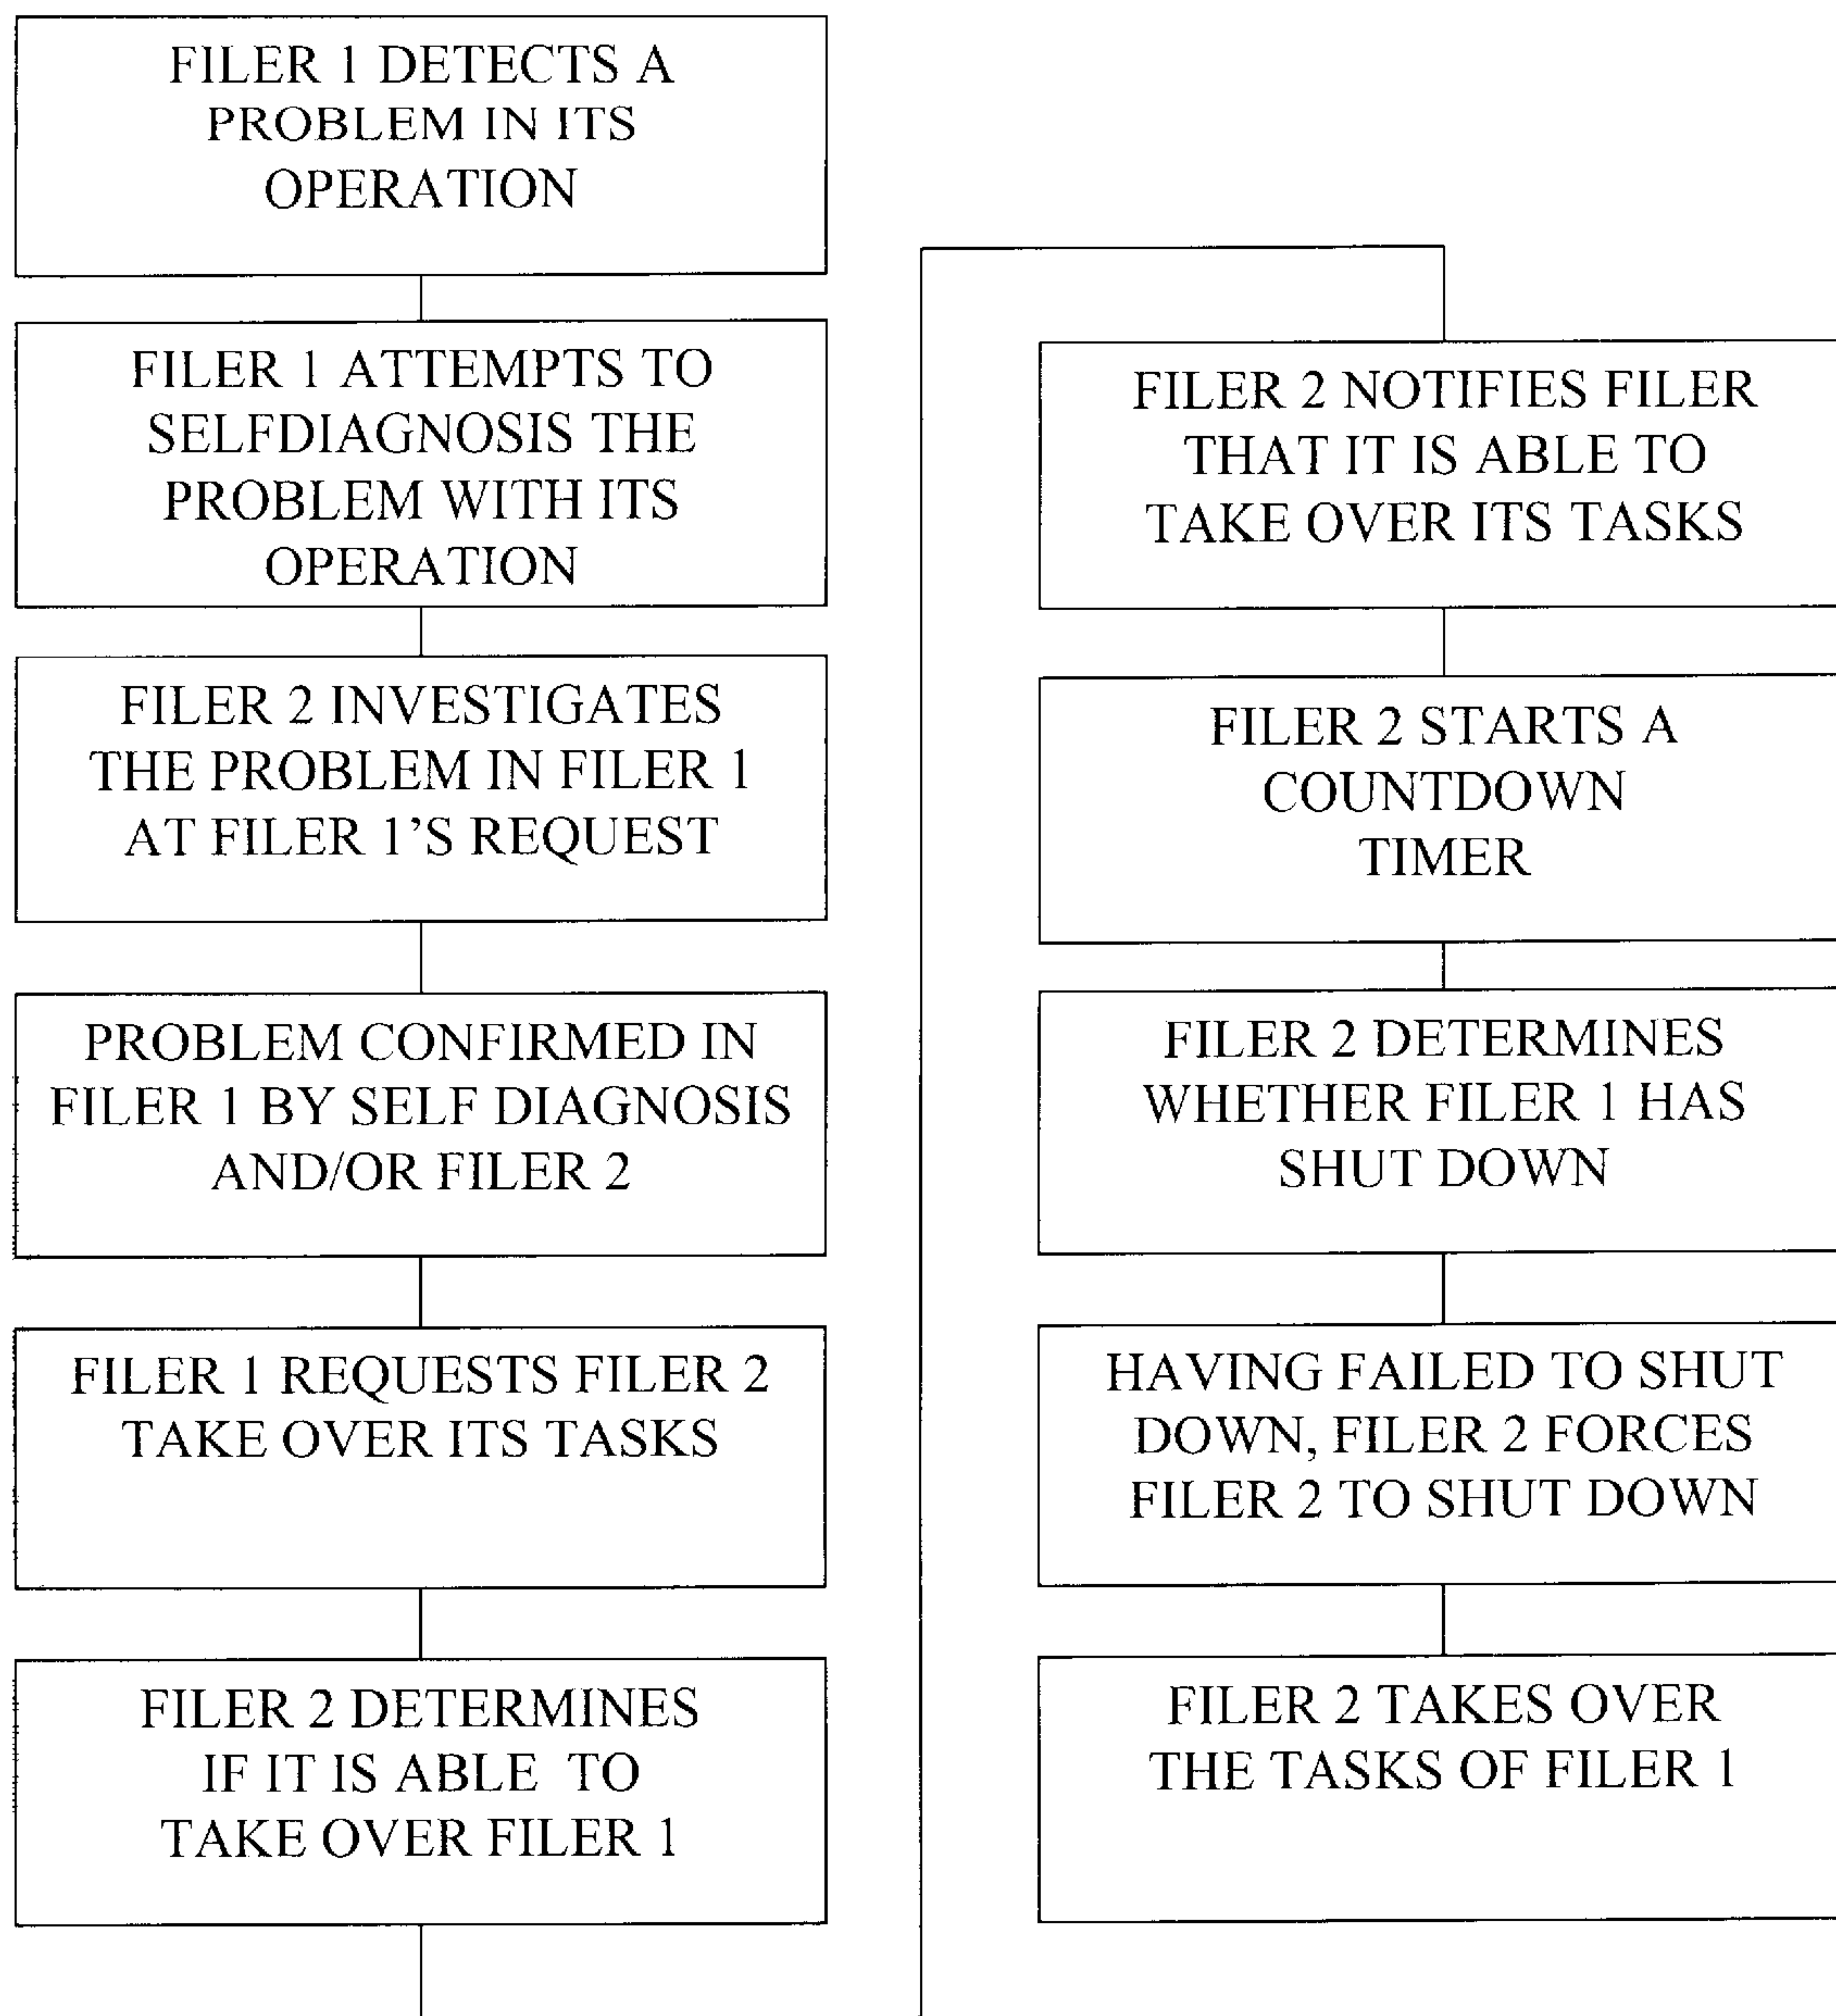 FILER 1 DETECTS A
PROBLEM IN ITS
OPERATION
FILER 1 ATTEMPTS TO
SELFDIAGNOSIS THE
PROBLEM WITH ITS
OPERATION
FILER 2 INVESTIGATES
THE PROBLEM IN FILER 1
AT FILER 1’S REQUEST
PROBLEM CONFIRMED IN
FILER 1 BY SELF DIAGNOSIS
AND/OR FILER 2
FILER 1 REQUESTS FILER 2
TAKE OVER ITS TASKS
FILER 2 DETERMINES
IF IT IS ABLE TO
TAKE OVER FILER 1
FILER 2 NOTIFIES FILER
THAT IT IS ABLE TO
TAKE OVER ITS TASKS
FILER 2 STARTS A
COUNTDOWN
TIMER
FILER 2 DETERMINES
WHETHER FILER 1 HAS
SHUT DOWN
HAVING FAILED TO SHUT
DOWN, FILER 2 FORCES
FILER 2 TO SHUT DOWN
FILER 2 TAKES OVER
THE TASKS OF FILER 1